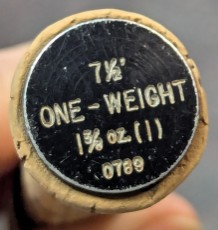 7½'
ONE-WEIGHT
1⅜ oz. (1)
0789